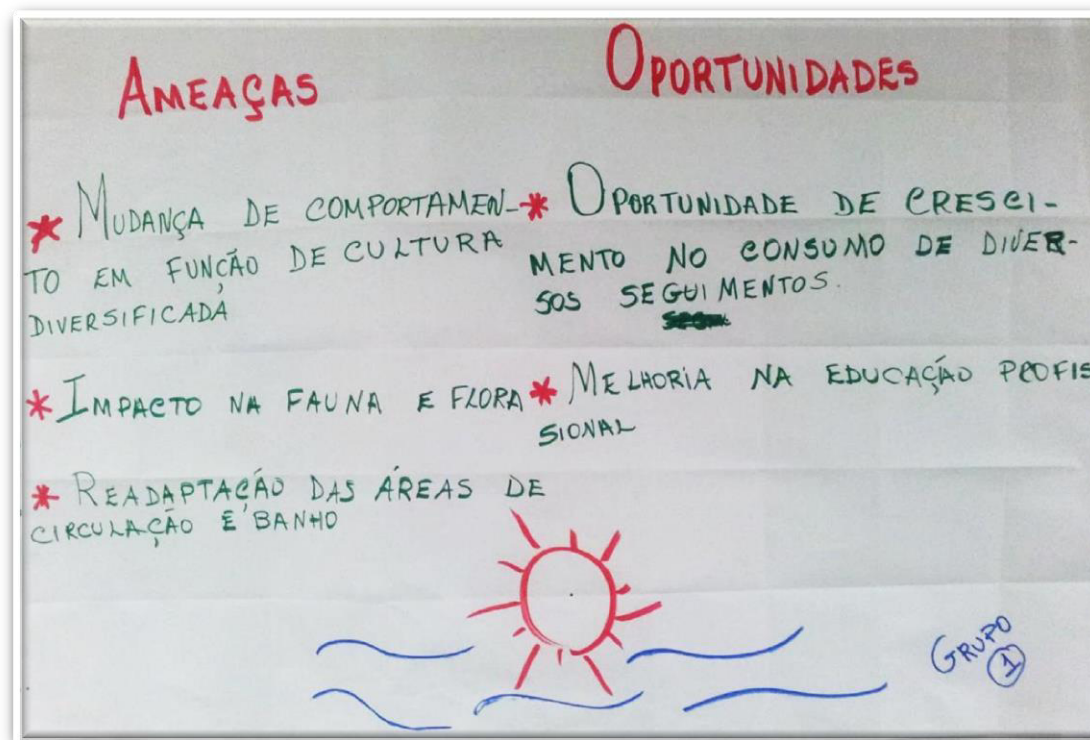 AMEAÇAS
* MUDANÇA DE COMPORTAMEN-
TO EM FUNÇÃO DE CULTURA
DIVERSIFICADA
* IMPACTO NA FAUNA E FLORA
* READAPTAÇÃO DAS ÁREAS DE
CIRCULAÇÃO E BANHO
OPORTUNIDADES
* OPORTUNIDADE DE CRESCI-
MENTO NO CONSUMO DE DIVER-
SOS SEGUIMENTOS.
* MELHORIA NA EDUCAÇÃO PROFIS
SIONAL
GRUPO
1